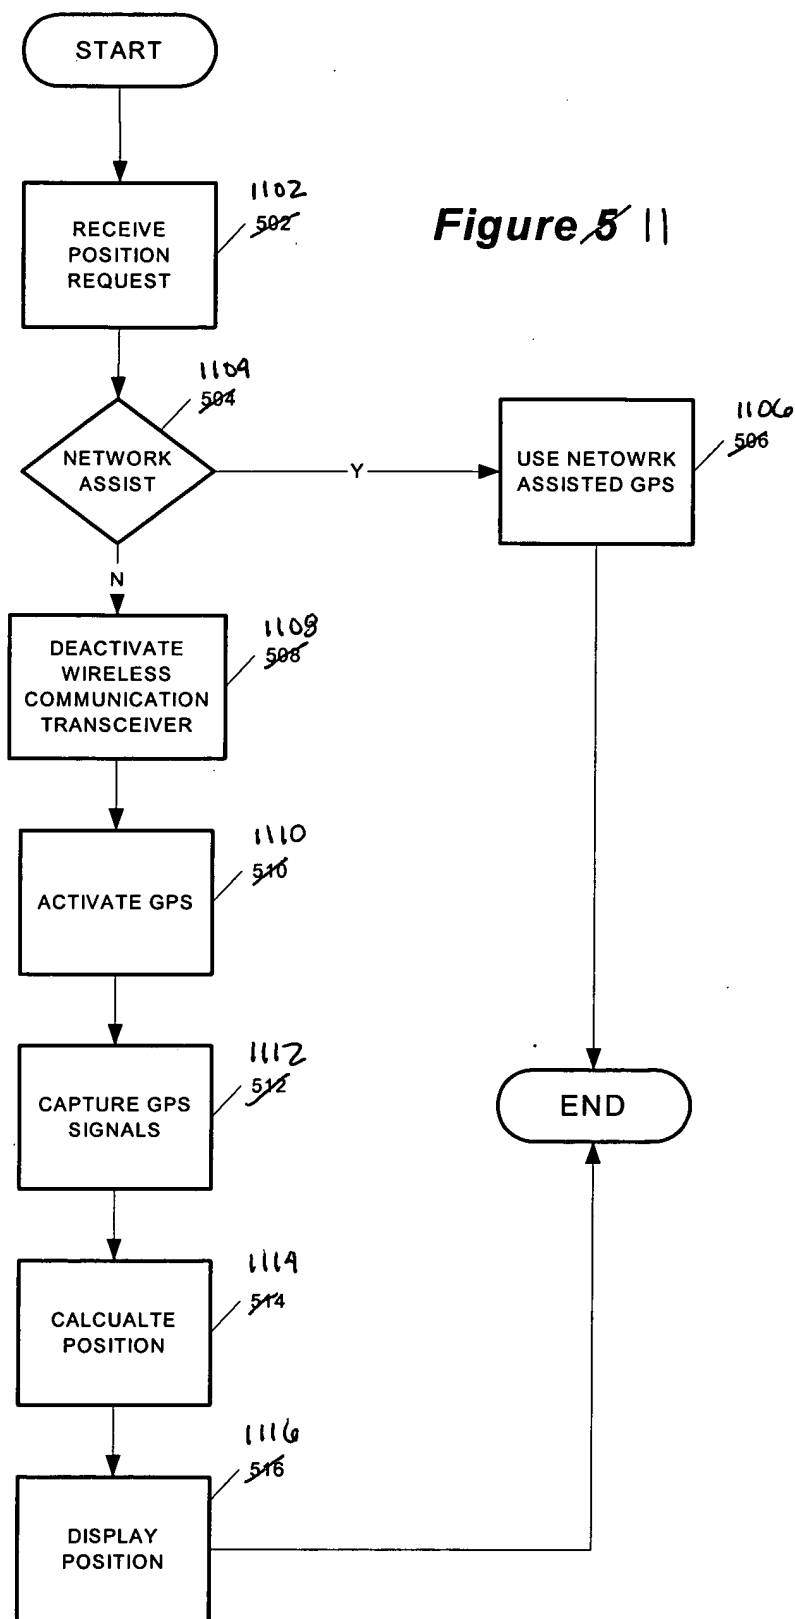 START
1102
502
RECEIVE
POSITION
REQUEST
Figure 5 11
1104
504
NETWORK
ASSIST
Y
1106
506
USE NETOWRK
ASSISTED GPS
N
1108
508
DEACTIVATE
WIRELESS
COMMUNICATION
TRANSCEIVER
1110
510
ACTIVATE GPS
1112
512
CAPTURE GPS
SIGNALS
END
1114
514
CALCUALTE
POSITION
1116
516
DISPLAY
POSITION